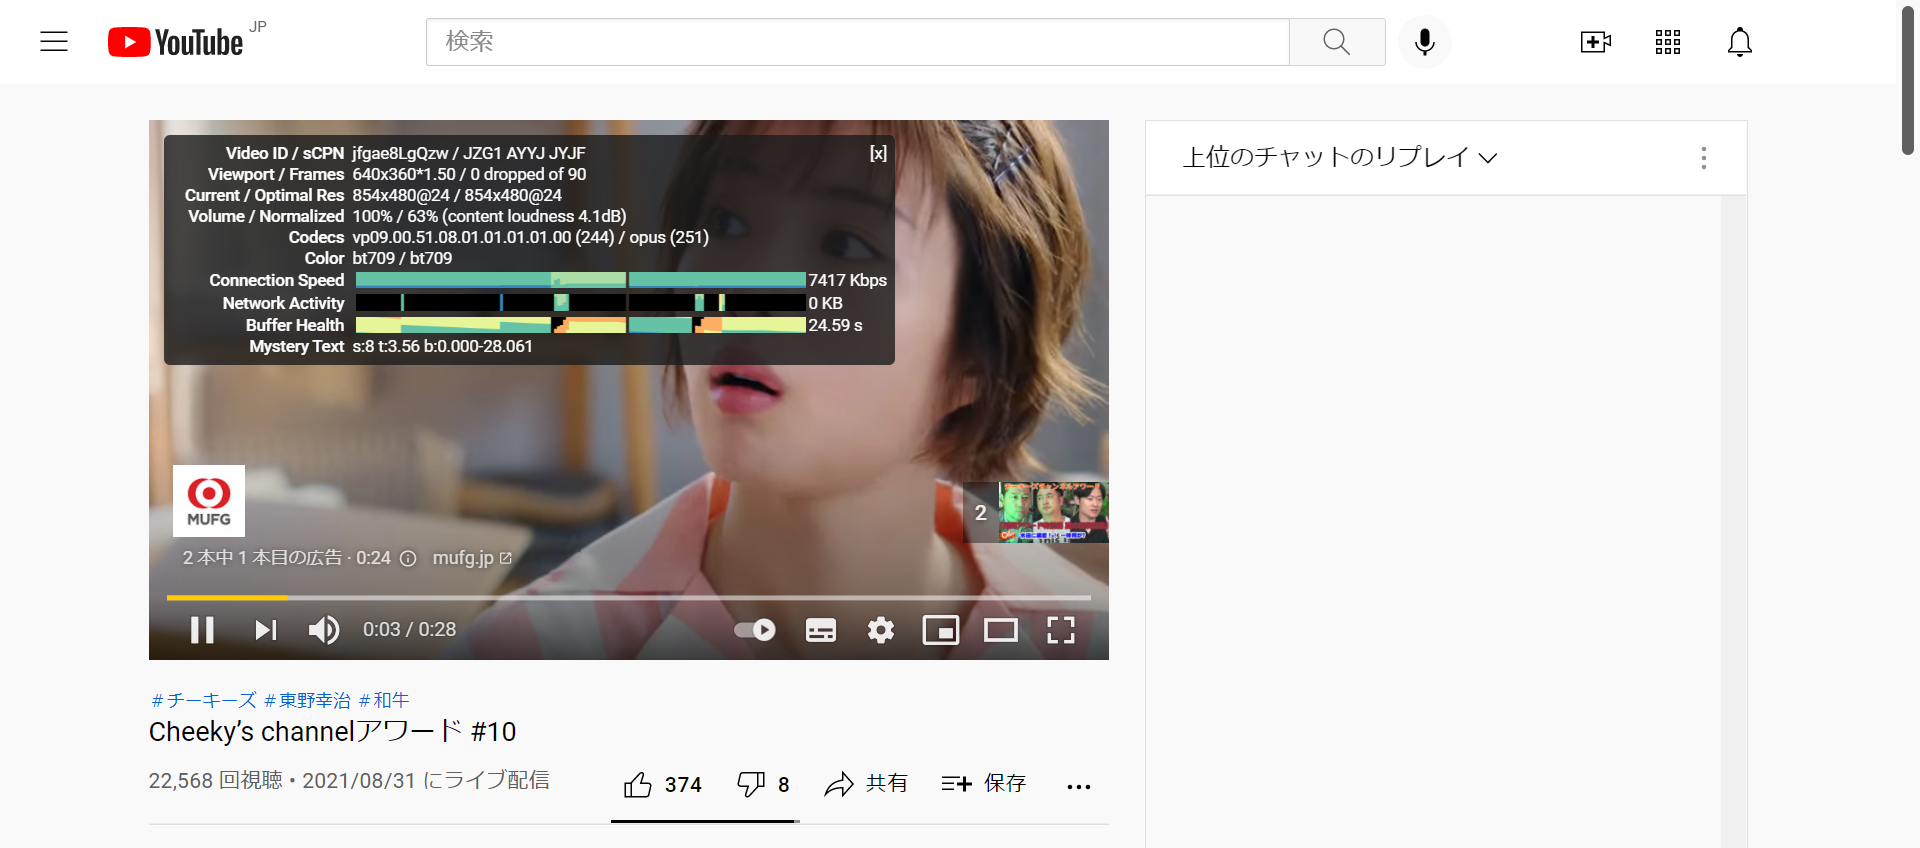 YouTube JP
検索
Video ID / sCPN jfgae8LgQzw / JZG1 AYYJ JYJF [x]
Viewport / Frames 640x360*1.50 / 0 dropped of 90
Current / Optimal Res 854x480@24 / 854x480@24
Volume / Normalized 100% / 63% (content loudness 4.1dB)
Codecs vp09.00.51.08.01.01.01.01.00 (244) / opus (251)
Color bt709 / bt709
Connection Speed 7417 Kbps
Network Activity 0 KB
Buffer Health 24.59 s
Mystery Text s:8 t:3.56 b:0.000-28.061
MUFG
2
2 本中 1 本目の広告 · 0:24 mufg.jp
0:03 / 0:28
上位のチャットのリプレイ
#チーキーズ #東野幸治 #和牛
Cheeky’s channelアワード #10
22,568 回視聴 • 2021/08/31 にライブ配信
374 8 共有 保存